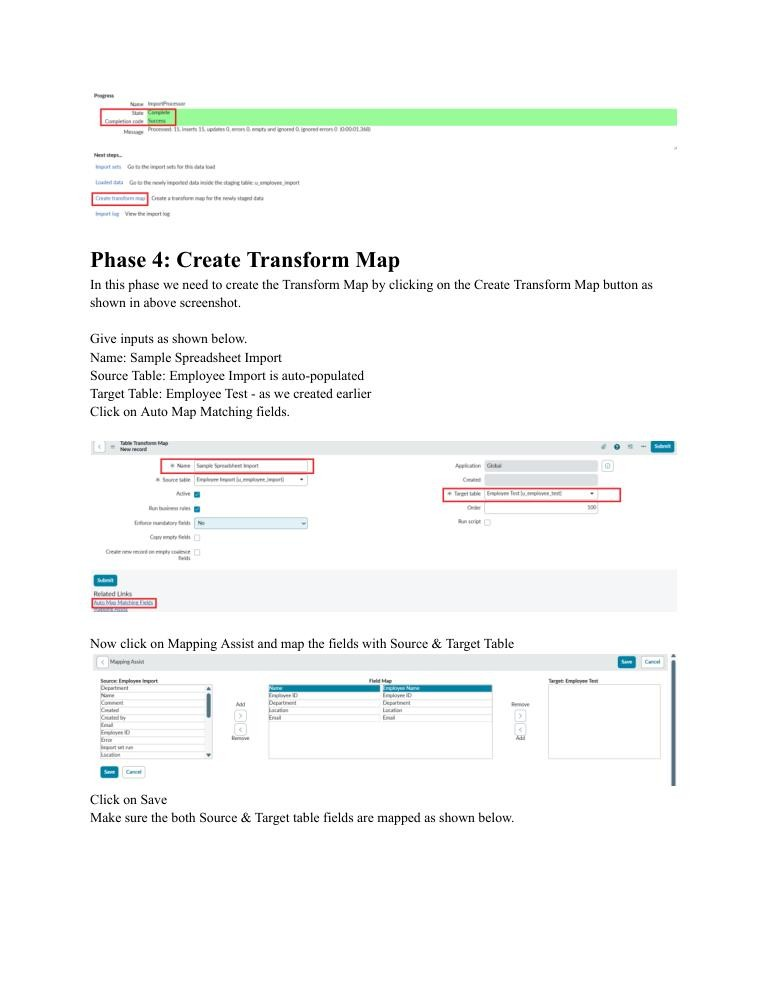 Progress
Name ImportProcessor
State Complete
Completion code Success
Message Processed: 15, inserts 15, updates 0, errors 0, empty and ignored 0, ignored errors 0 (0:00:01.368)
Next steps...
Import sets Go to the import sets for this data load
Loaded data Go to the newly imported data inside the staging table: u_employee_import
Create transform map Create a transform map for the newly staged data
Import log View the import log
Phase 4: Create Transform Map
In this phase we need to create the Transform Map by clicking on the Create Transform Map button as
shown in above screenshot.
Give inputs as shown below.
Name: Sample Spreadsheet Import
Source Table: Employee Import is auto-populated
Target Table: Employee Test - as we created earlier
Click on Auto Map Matching fields.
Table Transform Map
New record
Submit
* Name Sample Spreadsheet Import
Application Global
* Source table Employee Import [u_employee_import]
Created
Active
* Target table Employee Test [u_employee_test]
Run business rules
Order 100
Enforce mandatory fields No
Run script
Copy empty fields
Create new record on empty coalesce
fields
Submit
Related Links
Auto Map Matching Fields
Mapping Assist
Now click on Mapping Assist and map the fields with Source & Target Table
Mapping Assist
Save Cancel
Source: Employee Import
Department
Name
Comment
Created
Created by
Email
Employee ID
Error
Import set run
Location
Add
Remove
Field Map
Name Employee Name
Employee ID Employee ID
Department Department
Location Location
Email Email
Remove
Add
Target: Employee Test
Save Cancel
Click on Save
Make sure the both Source & Target table fields are mapped as shown below.